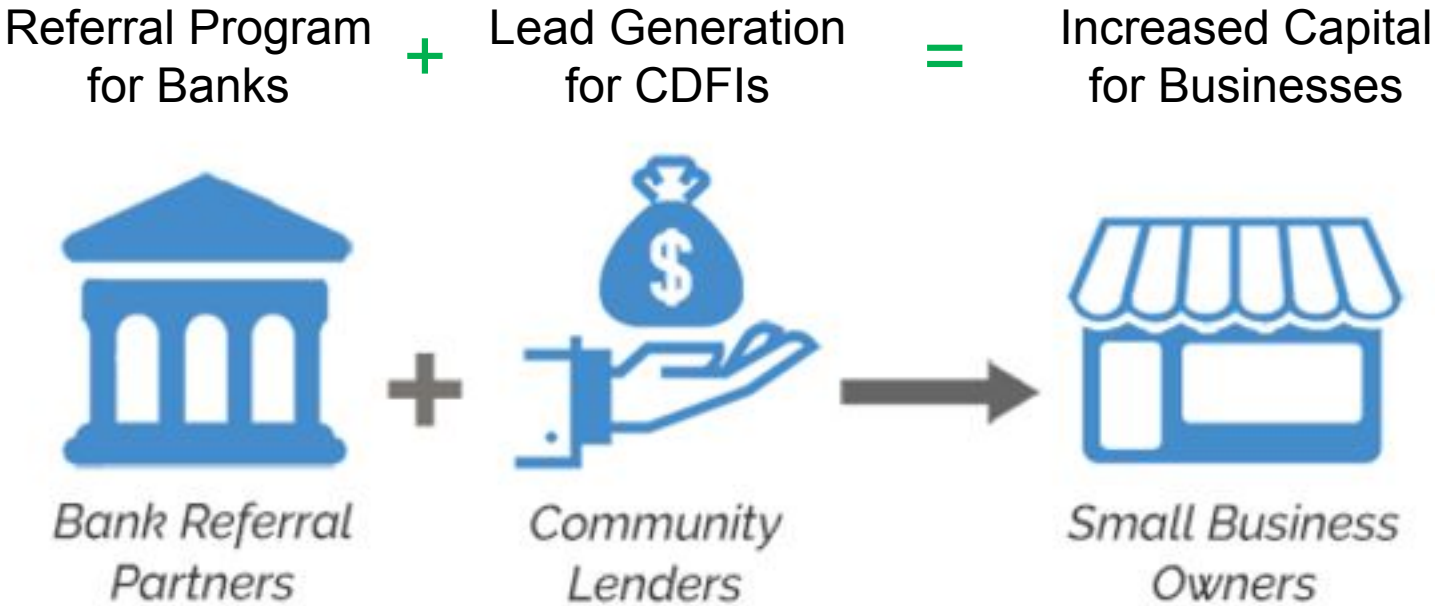 Referral Program
for Banks
+
Lead Generation
for CDFIs
=
Increased Capital
for Businesses
$
+
Bank Referral
Partners
Community
Lenders
Small Business
Owners